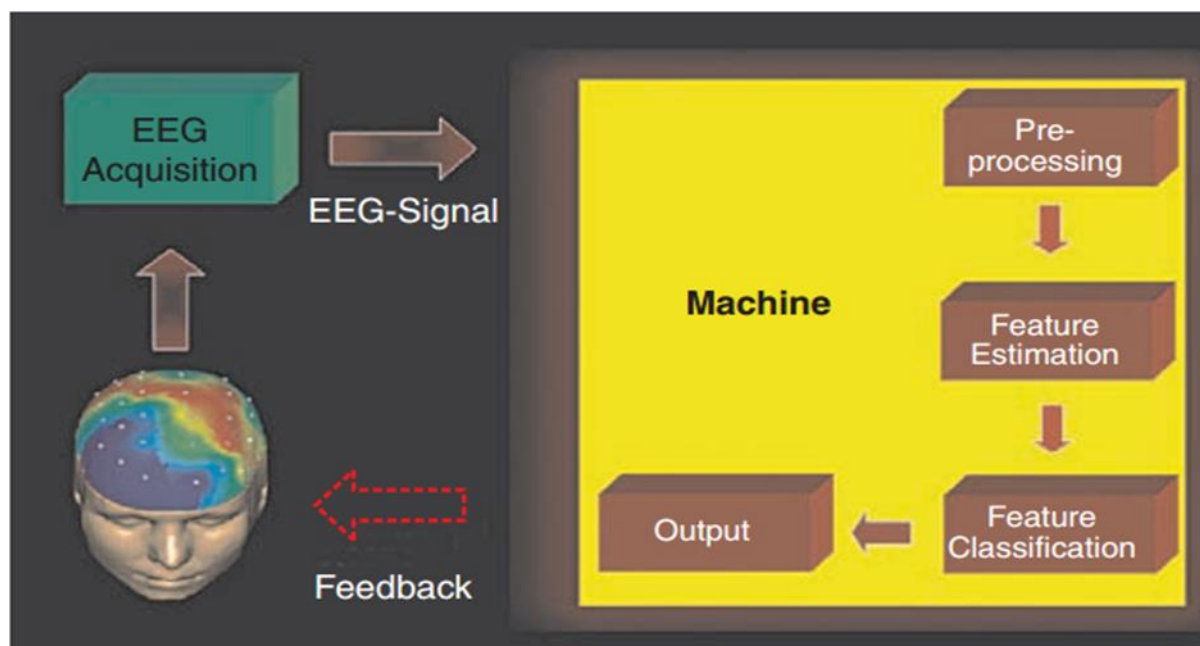 EEG
Acquisition
EEG-Signal
Pre-
processing
Machine
Feature
Estimation
Feature
Classification
Output
Feedback